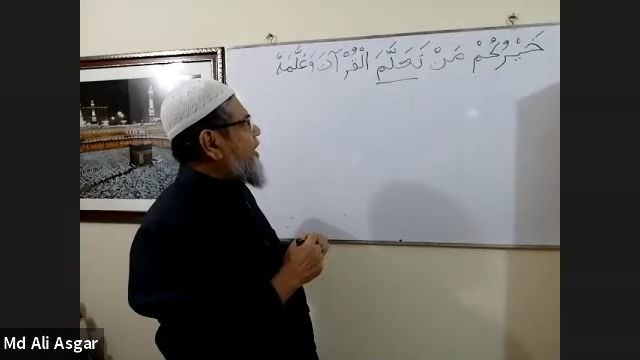 خَيْرُكُمْ مَنْ تَعَلَّمَ الْقُرْآنَ وَعَلَّمَهُ
Md Ali Asgar